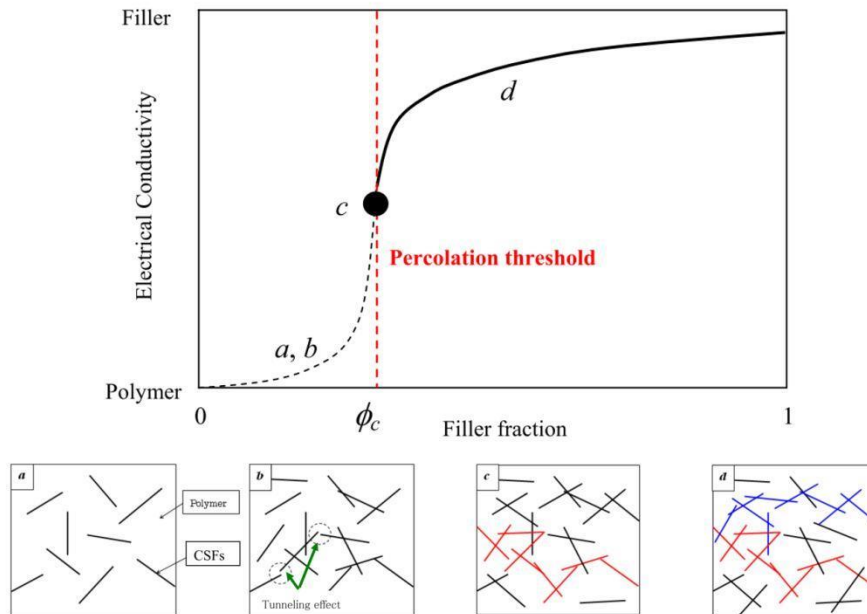 Filler
Electrical Conductivity
d
c
Percolation threshold
a, b
Polymer
0
ϕc
Filler fraction
1
a
Polymer
CSFs
b
Tunneling effect
c
d